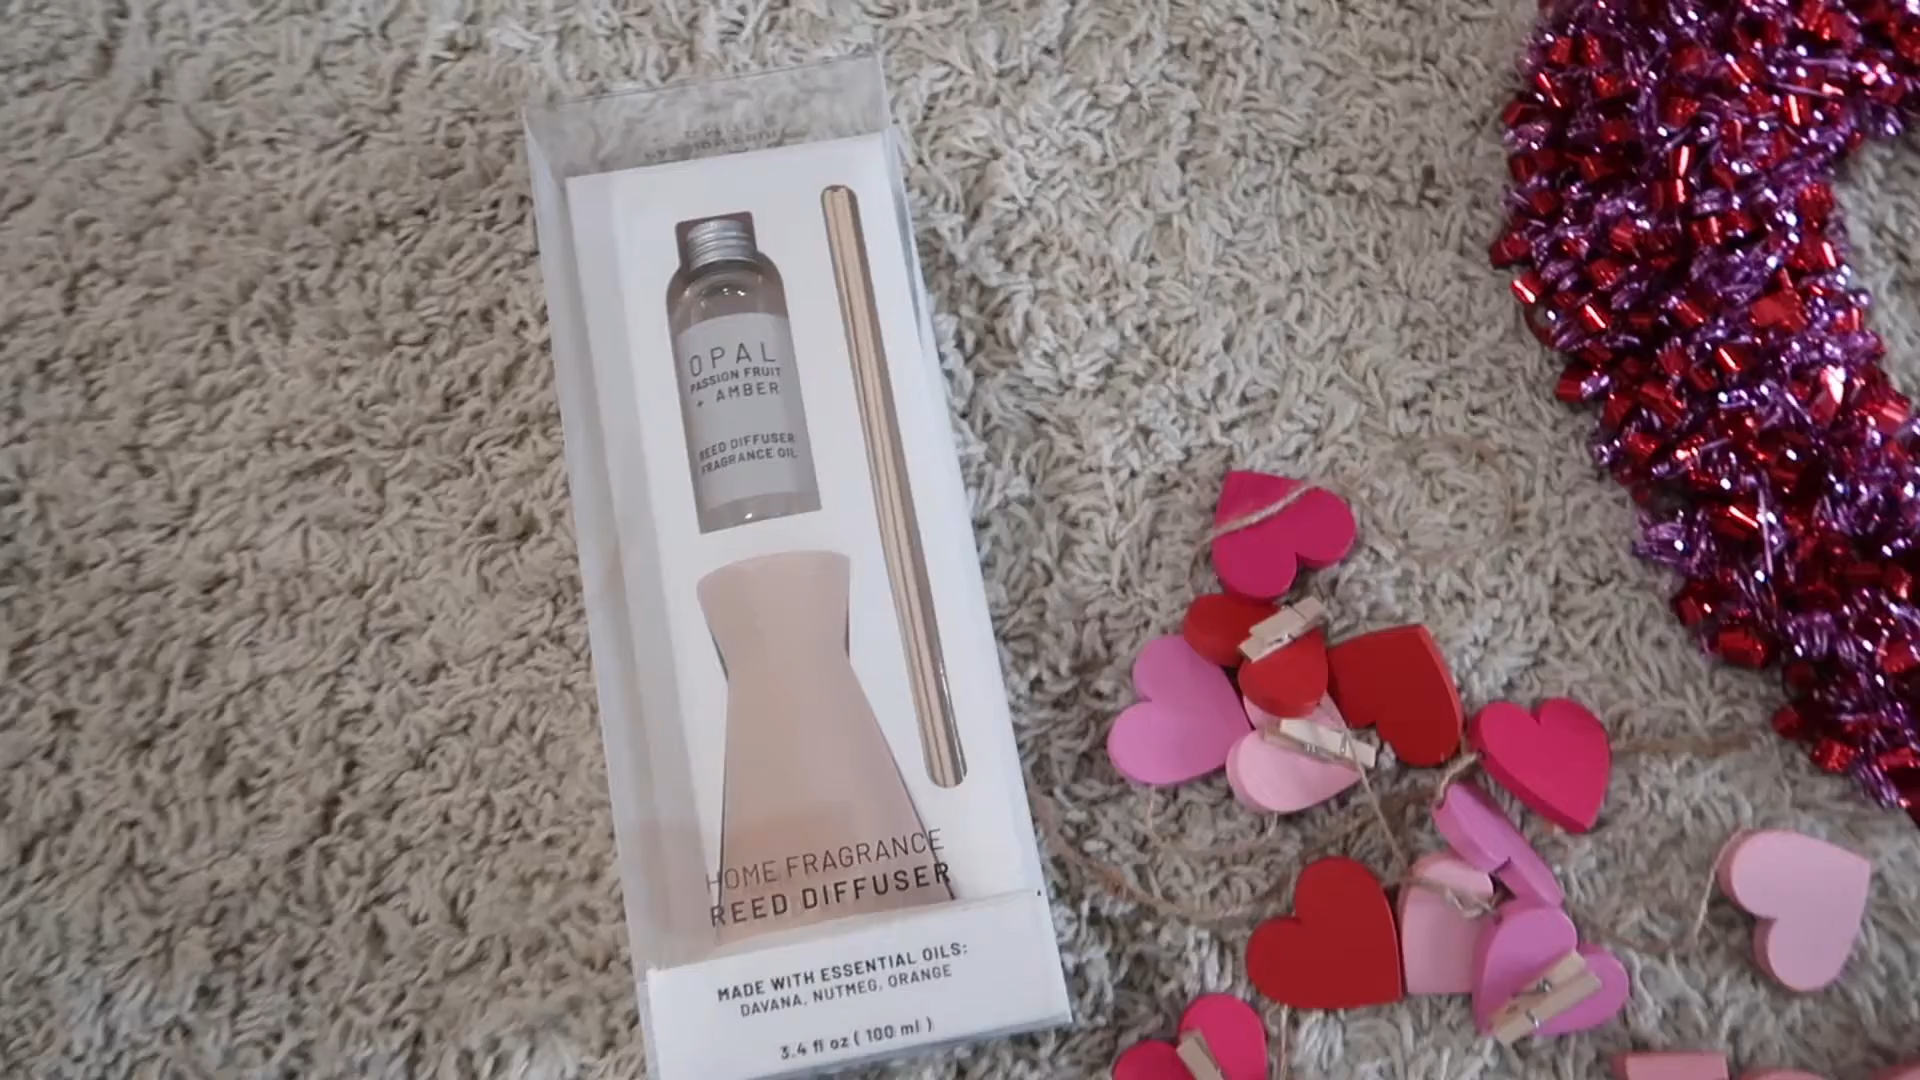 OPAL
PASSION FRUIT
+ AMBER
REED DIFFUSER
FRAGRANCE OIL
HOME FRAGRANCE
REED DIFFUSER
MADE WITH ESSENTIAL OILS:
DAVANA, NUTMEG, ORANGE
3.4 fl oz ( 100 ml )